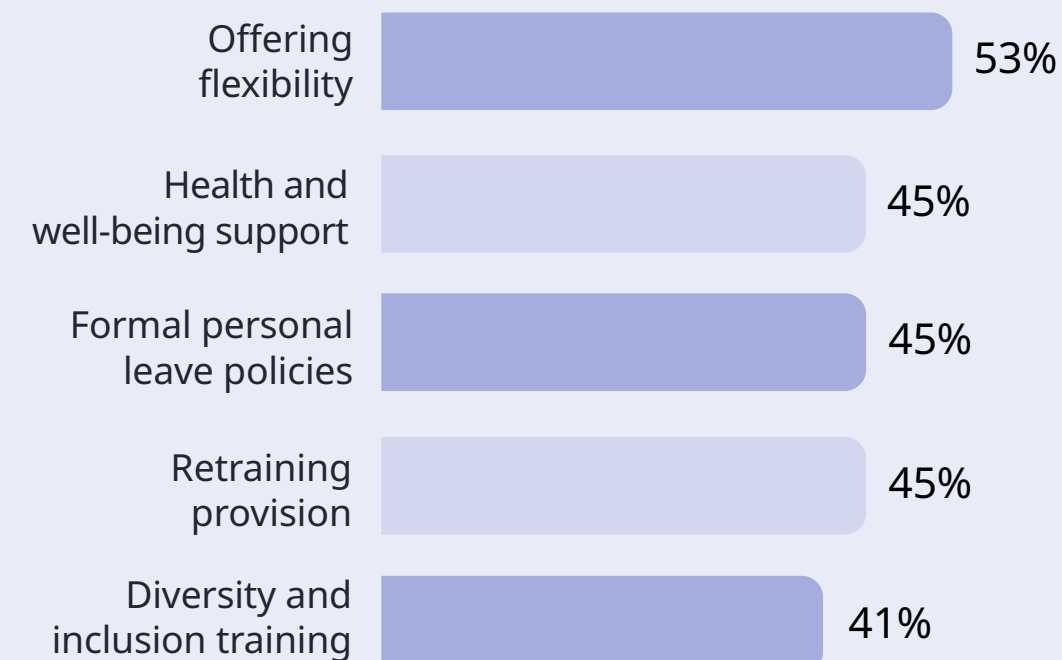 Offering
flexibility
53%
Health and
well-being support
45%
Formal personal
leave policies
45%
Retraining
provision
45%
Diversity and
inclusion training
41%